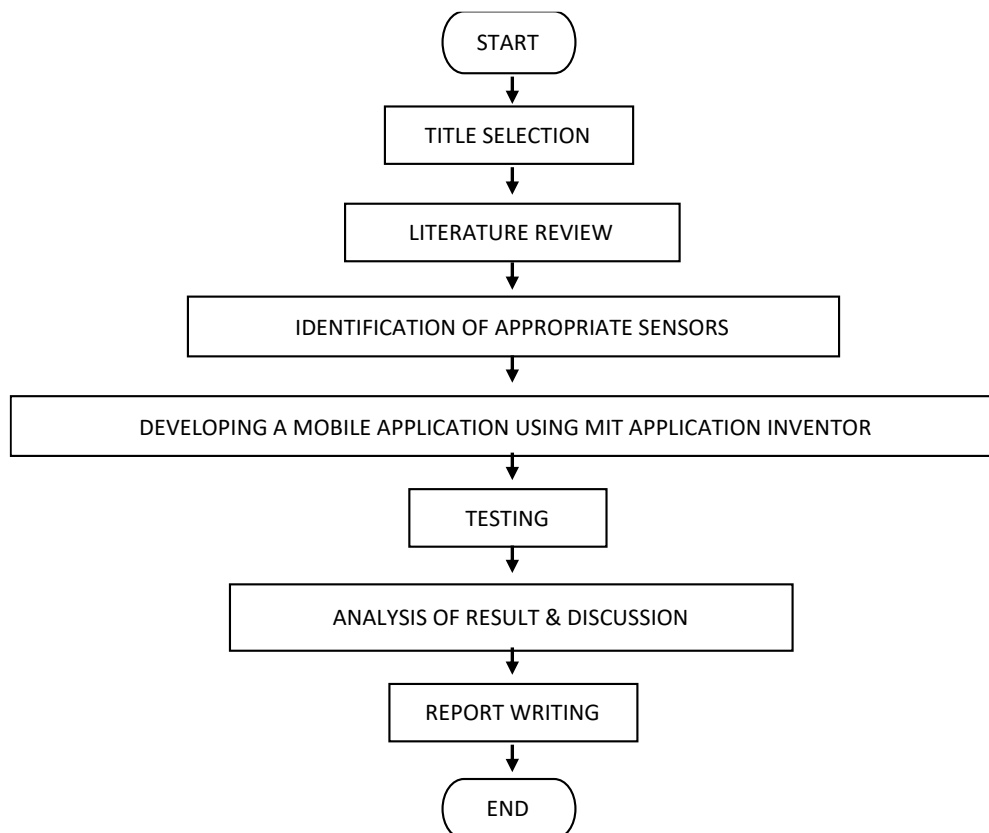 START
TITLE SELECTION
LITERATURE REVIEW
IDENTIFICATION OF APPROPRIATE SENSORS
DEVELOPING A MOBILE APPLICATION USING MIT APPLICATION INVENTOR
TESTING
ANALYSIS OF RESULT & DISCUSSION
REPORT WRITING
END